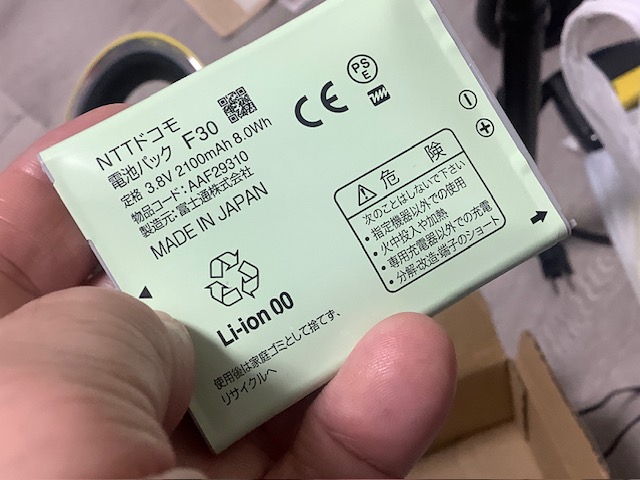 NTTドコモ
電池パック F30
定格 3.8V 2100mAh 8.0Wh
物品コード: AAF29310
製造元: 富士通株式会社
MADE IN JAPAN
Li-ion 00
使用後は家庭ゴミとして捨てず、
リサイクルへ
CE
PSE
危険
次のことはしないで下さい
・指定機器以外での使用
・火中投入や加熱
・専用充電器以外での充電
・分解・改造・端子のショート